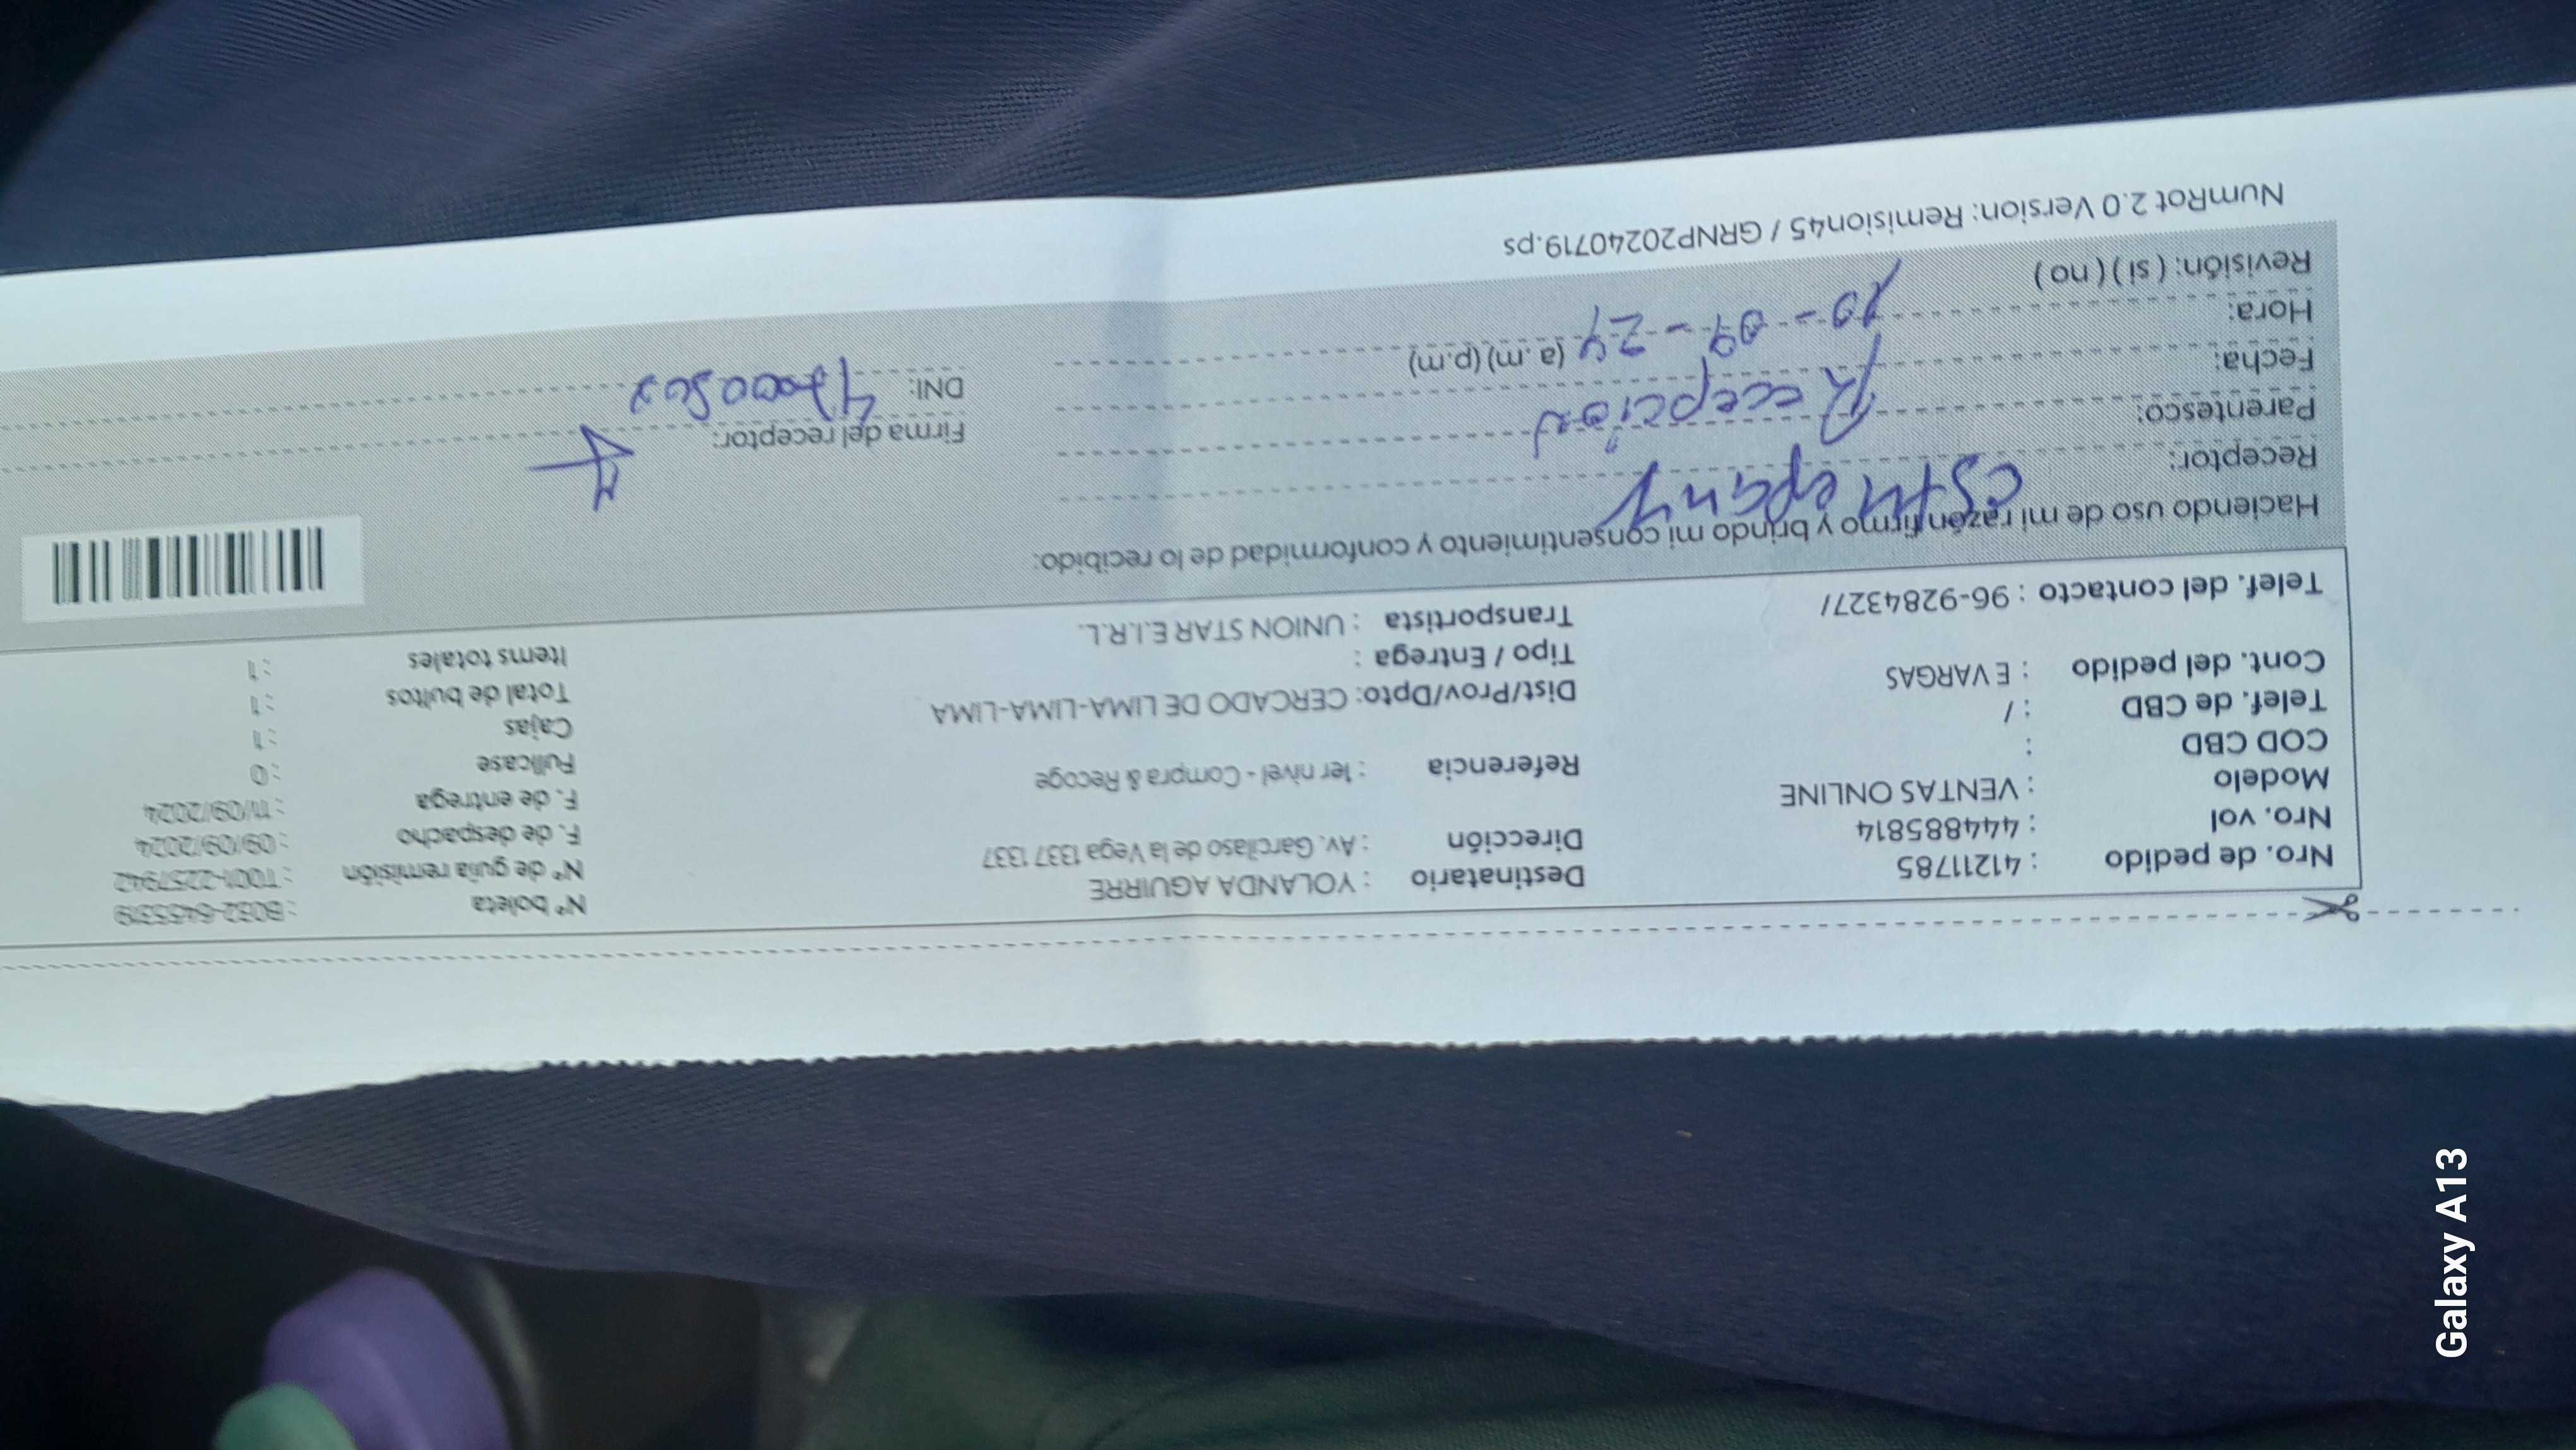 Nro. de pedido : 41211785
Nro. vol : 444885814
Modelo : VENTAS ONLINE
COD CBD :
Telef. de CBD : /
Cont. del pedido : E VARGAS
Telef. del contacto : 96-9284327/
Destinatario : YOLANDA AGUIRRE
Dirección : Av. Garcilaso de la Vega 1337 1337
Referencia : 1er nivel - Compra & Recoge
Dist/Prov/Dpto: CERCADO DE LIMA-LIMA-LIMA
Tipo / Entrega :
Transportista : UNION STAR E.I.R.L.
N° boleta : B032-6455319
N° de guia remisión : T001-2257942
F. de despacho : 09/09/2024
F. de entrega : 11/09/2024
Fullcase : 0
Cajas : 1
Total de bultos : 1
Items totales : 1
Haciendo uso de mi razón firmo y brindo mi consentimiento y conformidad de lo recibido:
Receptor:
Parentesco: Recepcion
Fecha: 10-09-24
Hora: (a.m) (p.m)
Revisión: ( si ) ( no )
Firma del receptor:
DNI:
NumRot 2.0 Version: Remision45 / GRNP20240719.ps
Galaxy A13